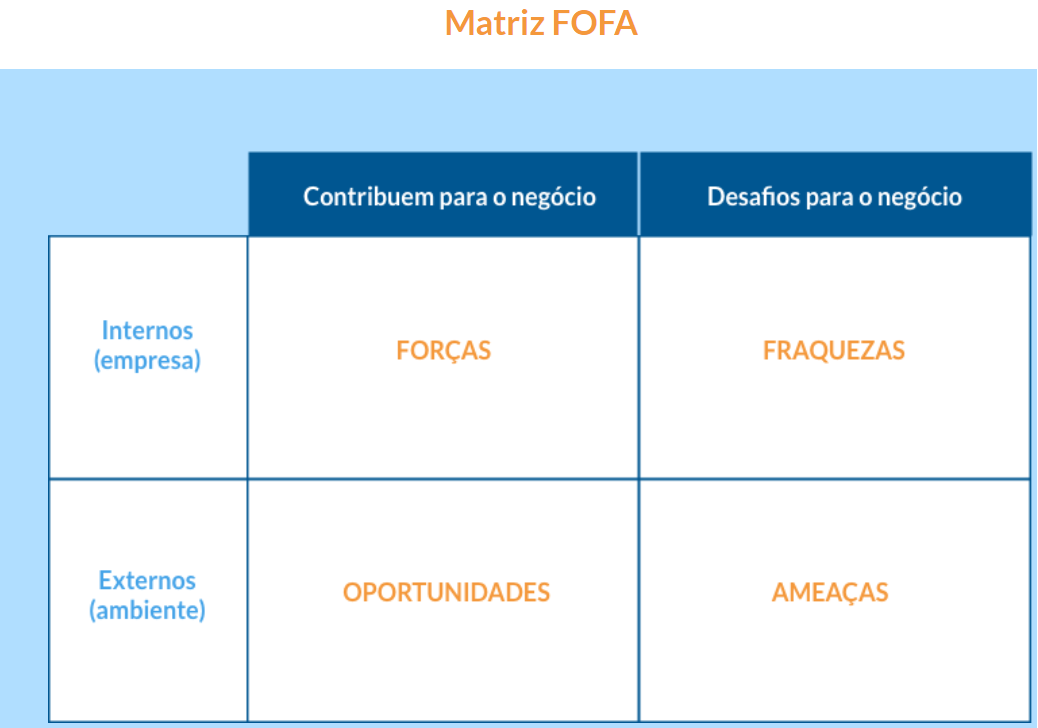 Matriz FOFA
Contribuem para o negócio
Desafios para o negócio
Internos
(empresa)
FORÇAS
FRAQUEZAS
Externos
(ambiente)
OPORTUNIDADES
AMEAÇAS